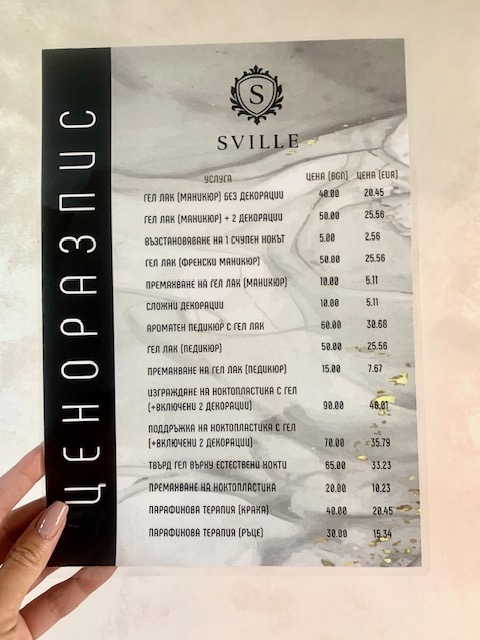 ЦЕНОРАЗПИС
S
SVILLE
УСЛУГА ЦЕНА (BGN) ЦЕНА (EUR)
ГЕЛ ЛАК (МАНИКЮР) БЕЗ ДЕКОРАЦИИ 40.00 20.45
ГЕЛ ЛАК (МАНИКЮР) + 2 ДЕКОРАЦИИ 50.00 25.56
ВЪЗСТАНОВЯВАНЕ НА 1 СЧУПЕН НОКЪТ 5.00 2.56
ГЕЛ ЛАК (ФРЕНСКИ МАНИКЮР) 50.00 25.56
ПРЕМАХВАНЕ НА ГЕЛ ЛАК (МАНИКЮР) 10.00 5.11
СЛОЖНИ ДЕКОРАЦИИ 10.00 5.11
АРОМАТЕН ПЕДИКЮР С ГЕЛ ЛАК 60.00 30.68
ГЕЛ ЛАК (ПЕДИКЮР) 50.00 25.56
ПРЕМАХВАНЕ НА ГЕЛ ЛАК (ПЕДИКЮР) 15.00 7.67
ИЗГРАЖДАНЕ НА НОКТОПЛАСТИКА С ГЕЛ
(+ВКЛЮЧЕНИ 2 ДЕКОРАЦИИ) 90.00 46.01
ПОДДРЪЖКА НА НОКТОПЛАСТИКА С ГЕЛ
(+ВКЛЮЧЕНИ 2 ДЕКОРАЦИИ) 70.00 35.79
ТВЪРД ГЕЛ ВЪРХУ ЕСТЕСТВЕНИ НОКТИ 65.00 33.23
ПРЕМАХВАНЕ НА НОКТОПЛАСТИКА 20.00 10.23
ПАРАФИНОВА ТЕРАПИЯ (КРАКА) 40.00 20.45
ПАРАФИНОВА ТЕРАПИЯ (РЪЦЕ) 30.00 15.34